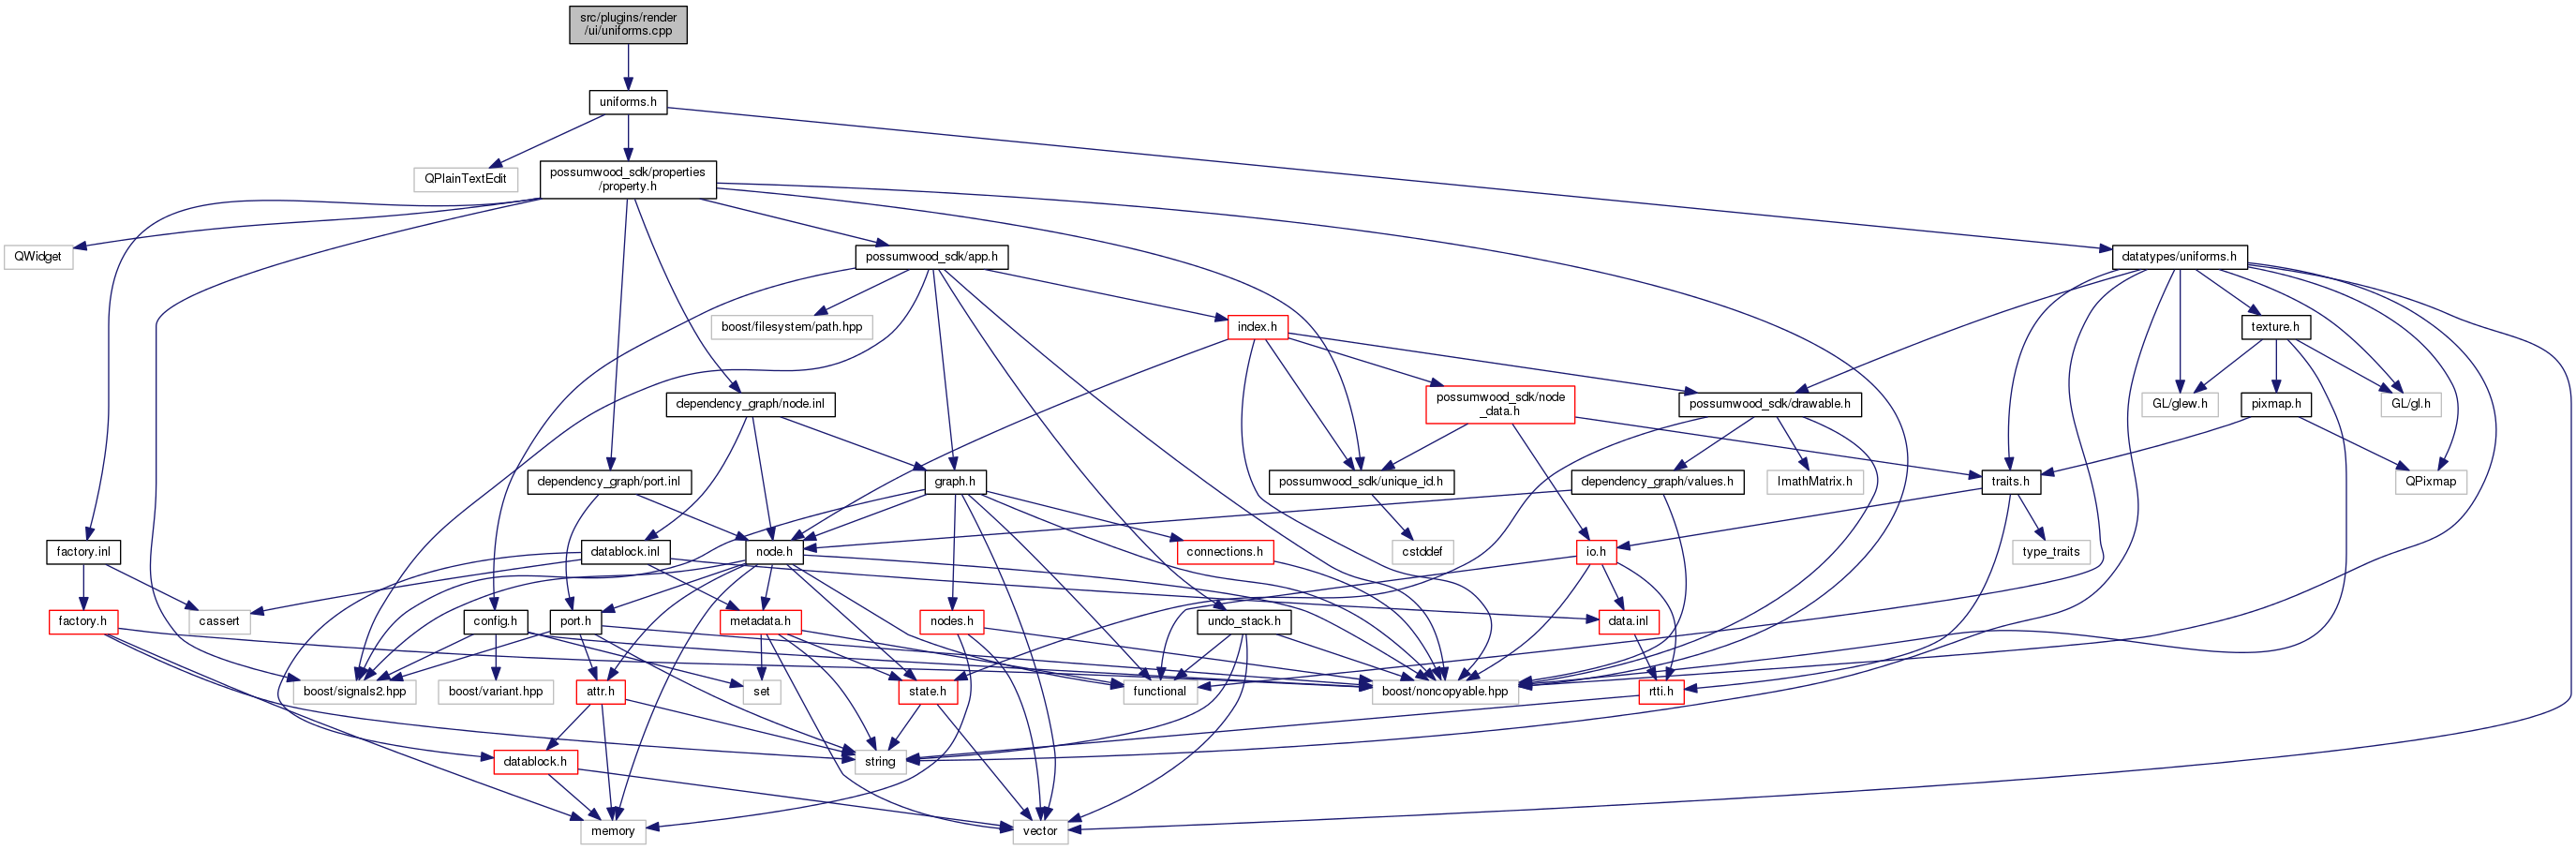 src/plugins/render
/ui/uniforms.cpp
uniforms.h
QPlainTextEdit
possumwood_sdk/properties
/property.h
QWidget
possumwood_sdk/app.h
datatypes/uniforms.h
boost/filesystem/path.hpp
index.h
texture.h
dependency_graph/node.inl
possumwood_sdk/node
_data.h
possumwood_sdk/drawable.h
GL/glew.h
pixmap.h
GL/gl.h
dependency_graph/port.inl
graph.h
possumwood_sdk/unique_id.h
dependency_graph/values.h
ImathMatrix.h
traits.h
QPixmap
factory.inl
datablock.inl
node.h
connections.h
cstddef
io.h
type_traits
factory.h
cassert
config.h
port.h
metadata.h
nodes.h
undo_stack.h
data.inl
boost/signals2.hpp
boost/variant.hpp
attr.h
set
state.h
functional
boost/noncopyable.hpp
rtti.h
datablock.h
string
memory
vector